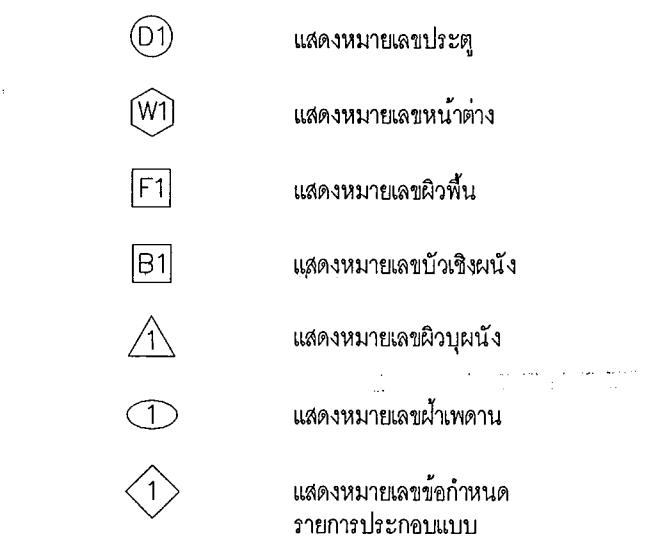 D1 แสดงหมายเลขประตู
W1 แสดงหมายเลขหน้าต่าง
F1 แสดงหมายเลขผิวพื้น
B1 แสดงหมายเลขบัวเชิงผนัง
1 แสดงหมายเลขผิวบุผนัง
1 แสดงหมายเลขฝ้าเพดาน
1 แสดงหมายเลขข้อกำหนด
รายการประกอบแบบ